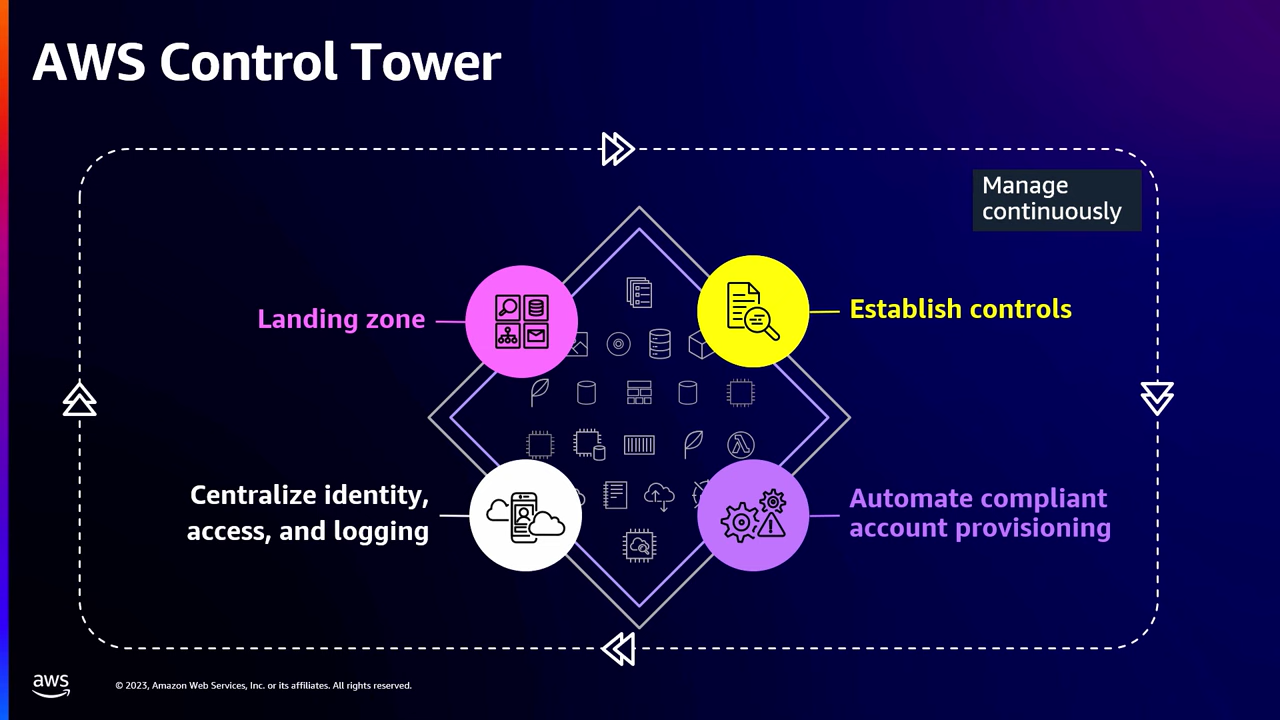 AWS Control Tower
Manage
continuously
Landing zone
Establish controls
Centralize identity,
access, and logging
Automate compliant
account provisioning
aws
© 2023, Amazon Web Services, Inc. or its affiliates. All rights reserved.